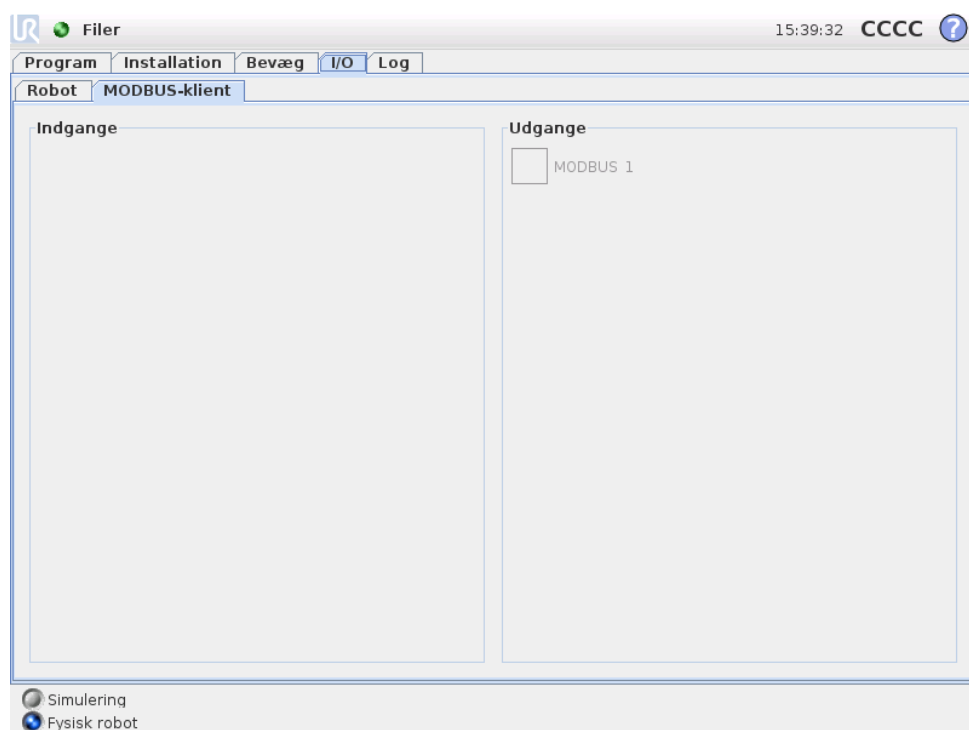 UR Filer 15:39:32 CCCC ?
Program Installation Bevæg I/O Log
Robot MODBUS-klient
Indgange
Udgange
MODBUS 1
Simulering
Fysisk robot